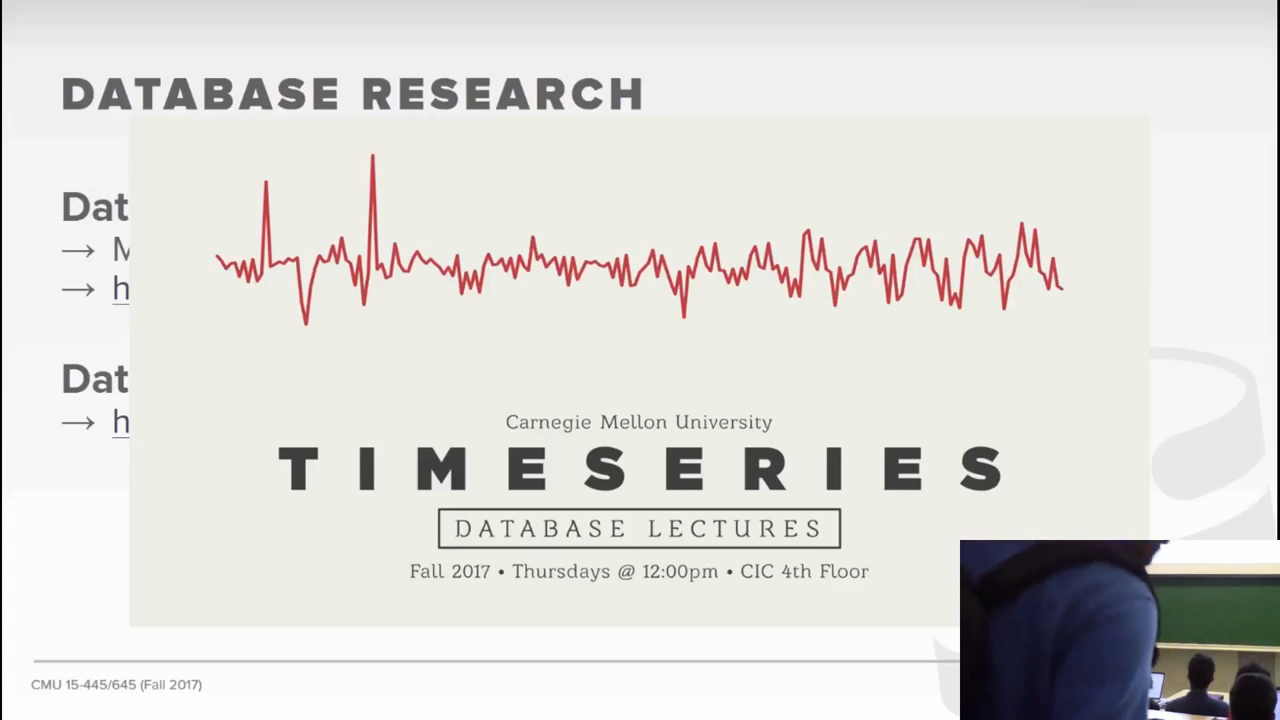 DATABASE RESEARCH
Dat
→ M
→ h
Dat
→ h
Carnegie Mellon University
TIMESERIES
DATABASE LECTURES
Fall 2017 • Thursdays @ 12:00pm • CIC 4th Floor
CMU 15-445/645 (Fall 2017)